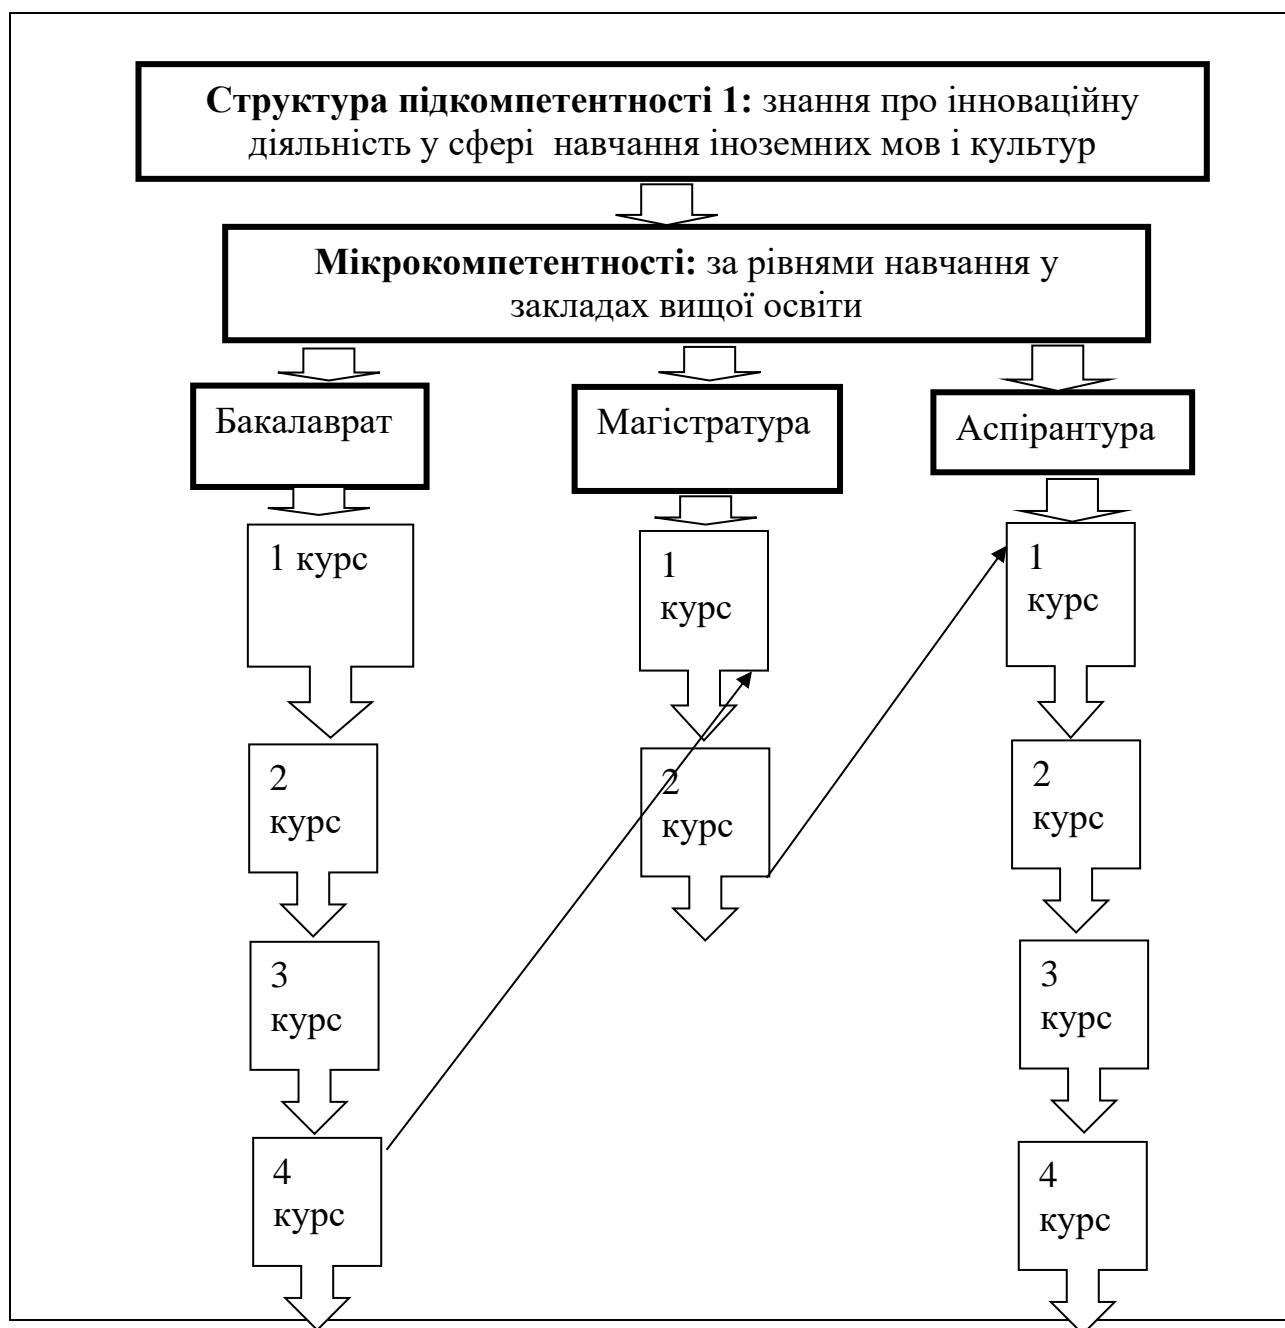 Структура підкомпетентності 1: знання про інноваційну
діяльність у сфері навчання іноземних мов і культур
Мікрокомпетентності: за рівнями навчання у
закладах вищої освіти
Бакалаврат
Магістратура
Аспірантура
1 курс
2
курс
3
курс
4
курс
1
курс
2
курс
1
курс
2
курс
3
курс
4
курс